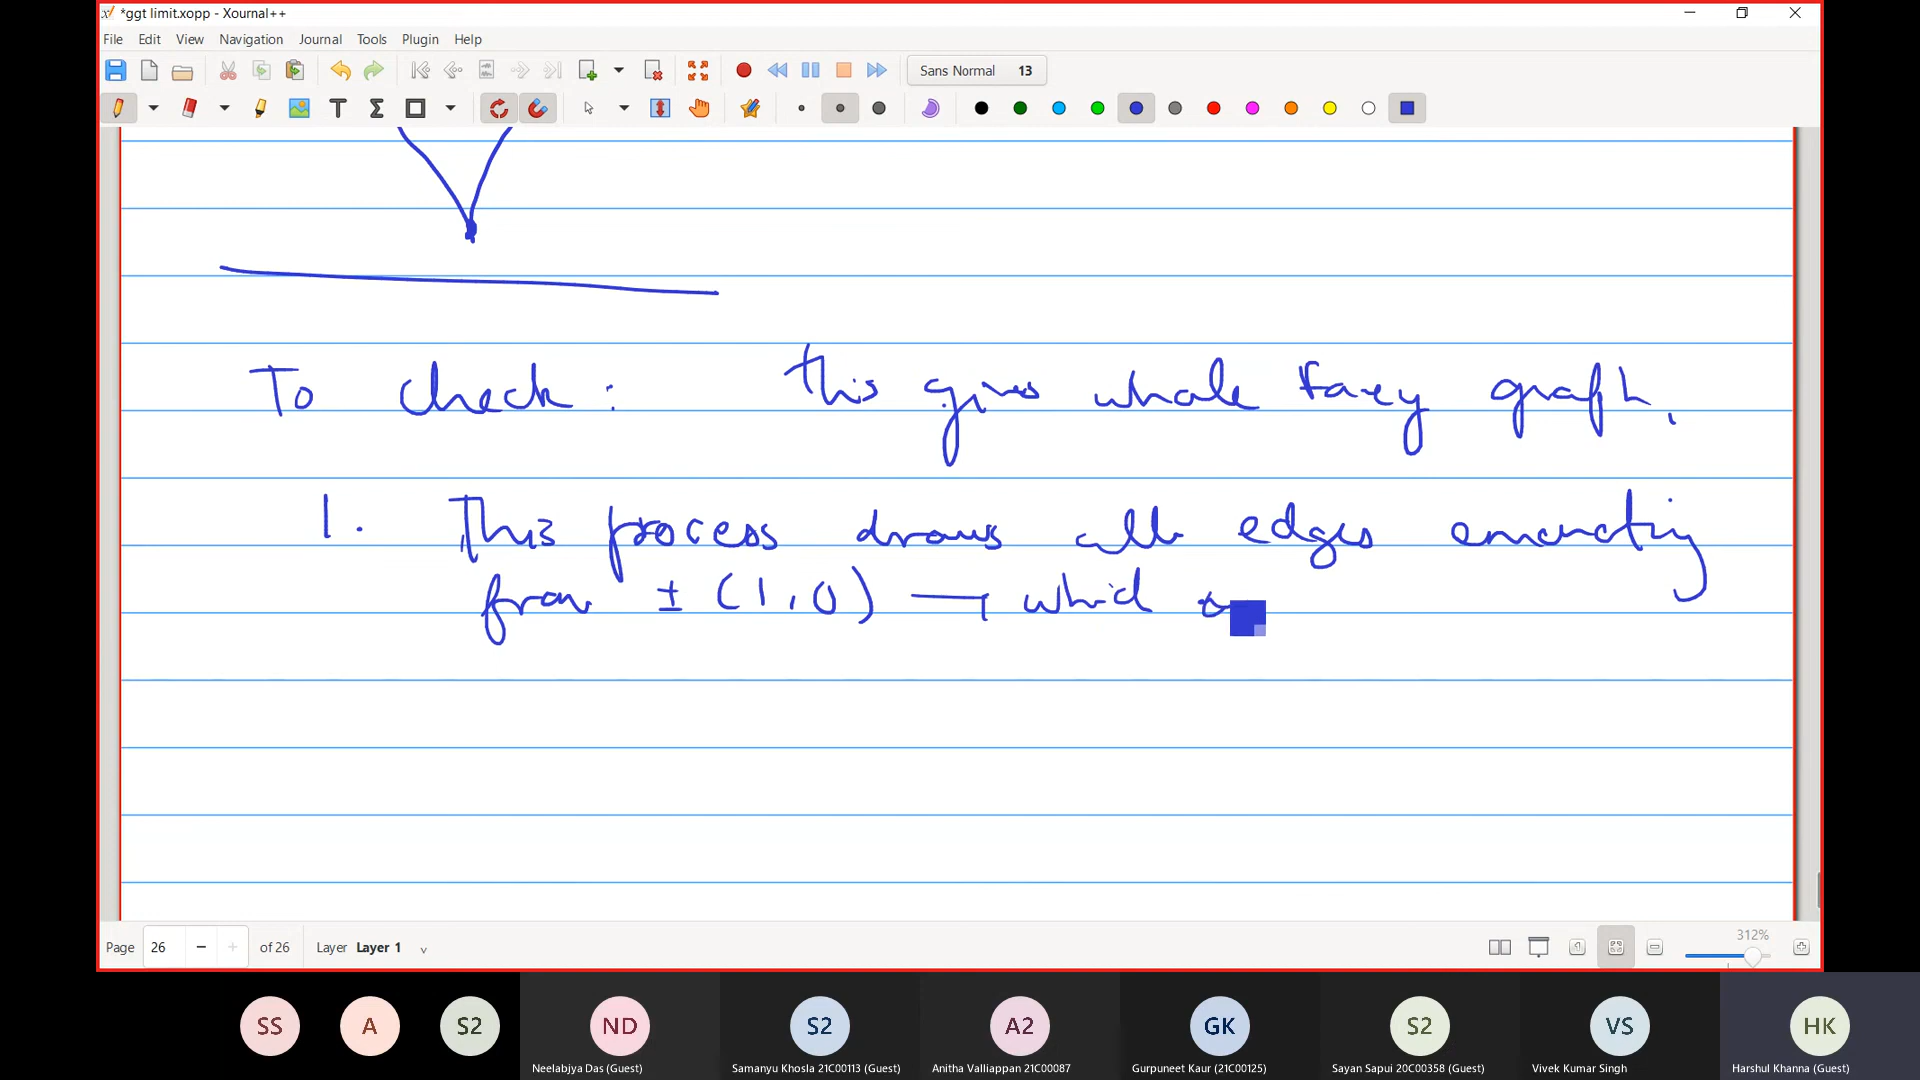 *ggt limit.xopp - Xournal++
File Edit View Navigation Journal Tools Plugin Help
Sans Normal 13
To check: this gives whole Farey graph.
1. This process draws all edges emanating
from ± (1,0) → which
Page 26 of 26 Layer Layer 1 312%
SS A S2 ND S2 A2 GK S2 VS HK
Neelabjya Das (Guest) Samanyu Khosla 21C00113 (Guest) Anitha Valliappan 21C00087 Gurpuneet Kaur (21C00125) Sayan Sapui 20C00358 (Guest) Vivek Kumar Singh Harshul Khanna (Guest)